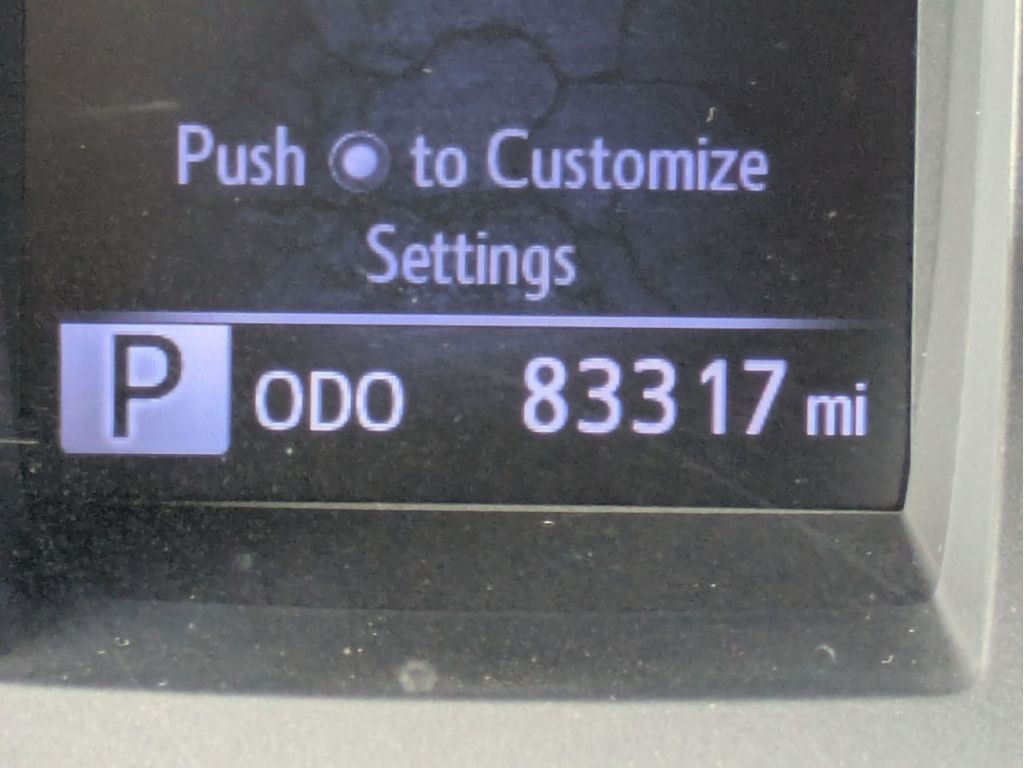 Push to Customize
Settings
P ODO 83317 mi